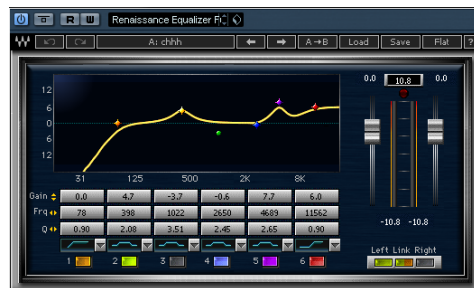 R W Renaissance Equalizer
A: chhh A→B Load Save Flat ?
12
6
0
6
12
31 125 500 2K 8K
0.0 10.8 0.0
Gain 0.0 4.7 -3.7 -0.6 7.7 6.0
Frq 78 398 1022 2650 4689 11562
Q 0.90 2.08 3.51 2.45 2.65 0.90
-10.8 -10.8
Left Link Right
1 2 3 4 5 6